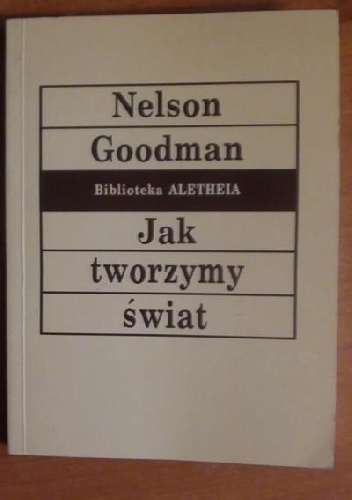 Nelson
Goodman
Biblioteka ALETHEIA
Jak
tworzymy
świat